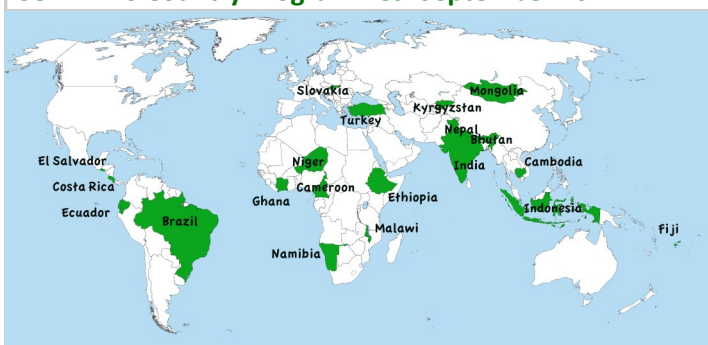 Slovakia
Mongolia
Kyrgyzstan
Turkey
Nepal
Bhutan
El Salvador
Niger
India
Cambodia
Costa Rica
Cameroon
Ghana
Ethiopia
Ecuador
Brazil
Indonesia
Malawi
Fiji
Namibia